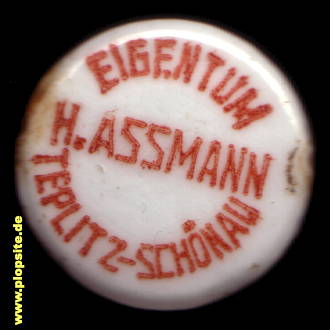 EIGENTUM
H. ASSMANN
TEPLITZ-SCHÖNAU
www.plopsite.de